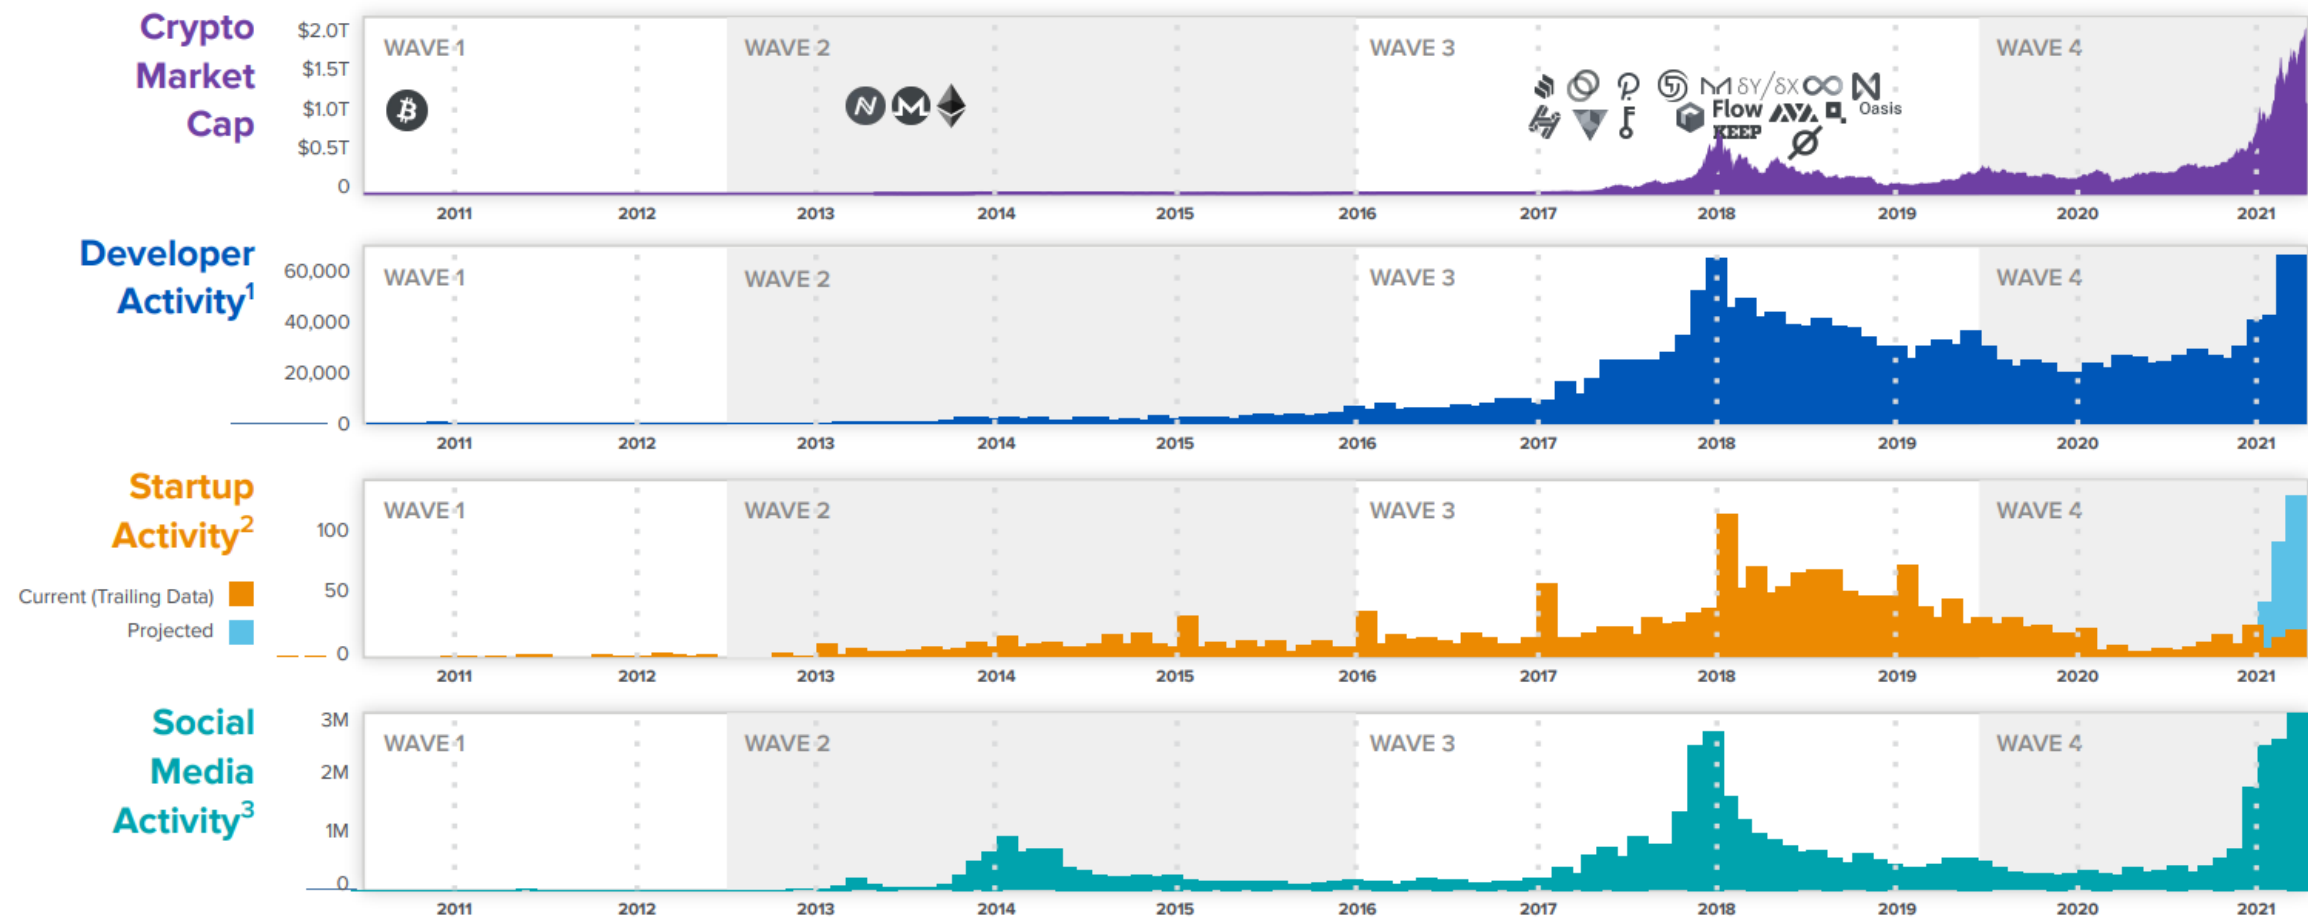 Crypto
Market
Cap
$2.0T
$1.5T
$1.0T
$0.5T
0
WAVE 1
WAVE 2
WAVE 3
WAVE 4
δY/δX
Flow
KEEP
Oasis
2011 2012 2013 2014 2015 2016 2017 2018 2019 2020 2021
Developer
Activity1
60,000
40,000
20,000
0
WAVE 1
WAVE 2
WAVE 3
WAVE 4
2011 2012 2013 2014 2015 2016 2017 2018 2019 2020 2021
Startup
Activity2
Current (Trailing Data)
Projected
100
50
0
WAVE 1
WAVE 2
WAVE 3
WAVE 4
2011 2012 2013 2014 2015 2016 2017 2018 2019 2020 2021
Social
Media
Activity3
3M
2M
1M
0
WAVE 1
WAVE 2
WAVE 3
WAVE 4
2011 2012 2013 2014 2015 2016 2017 2018 2019 2020 2021